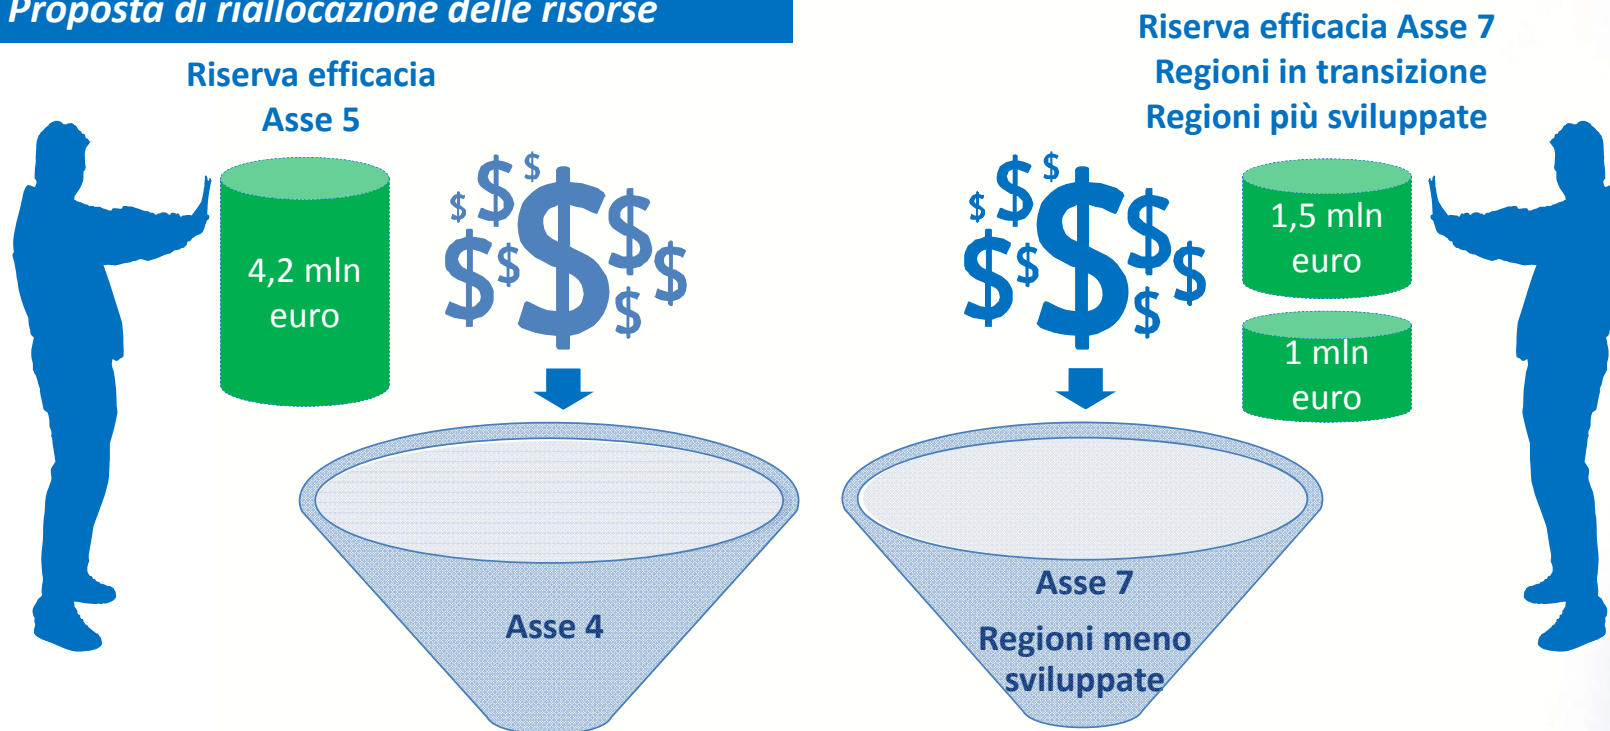 Proposta di riallocazione delle risorse
Riserva efficacia
Asse 5
4,2 mln
euro
$ $ $ $ $ $ $ $ $
Asse 4
Riserva efficacia Asse 7
Regioni in transizione
Regioni più sviluppate
$ $ $ $ $ $ $ $ $
1,5 mln
euro
1 mln
euro
Asse 7
Regioni meno
sviluppate